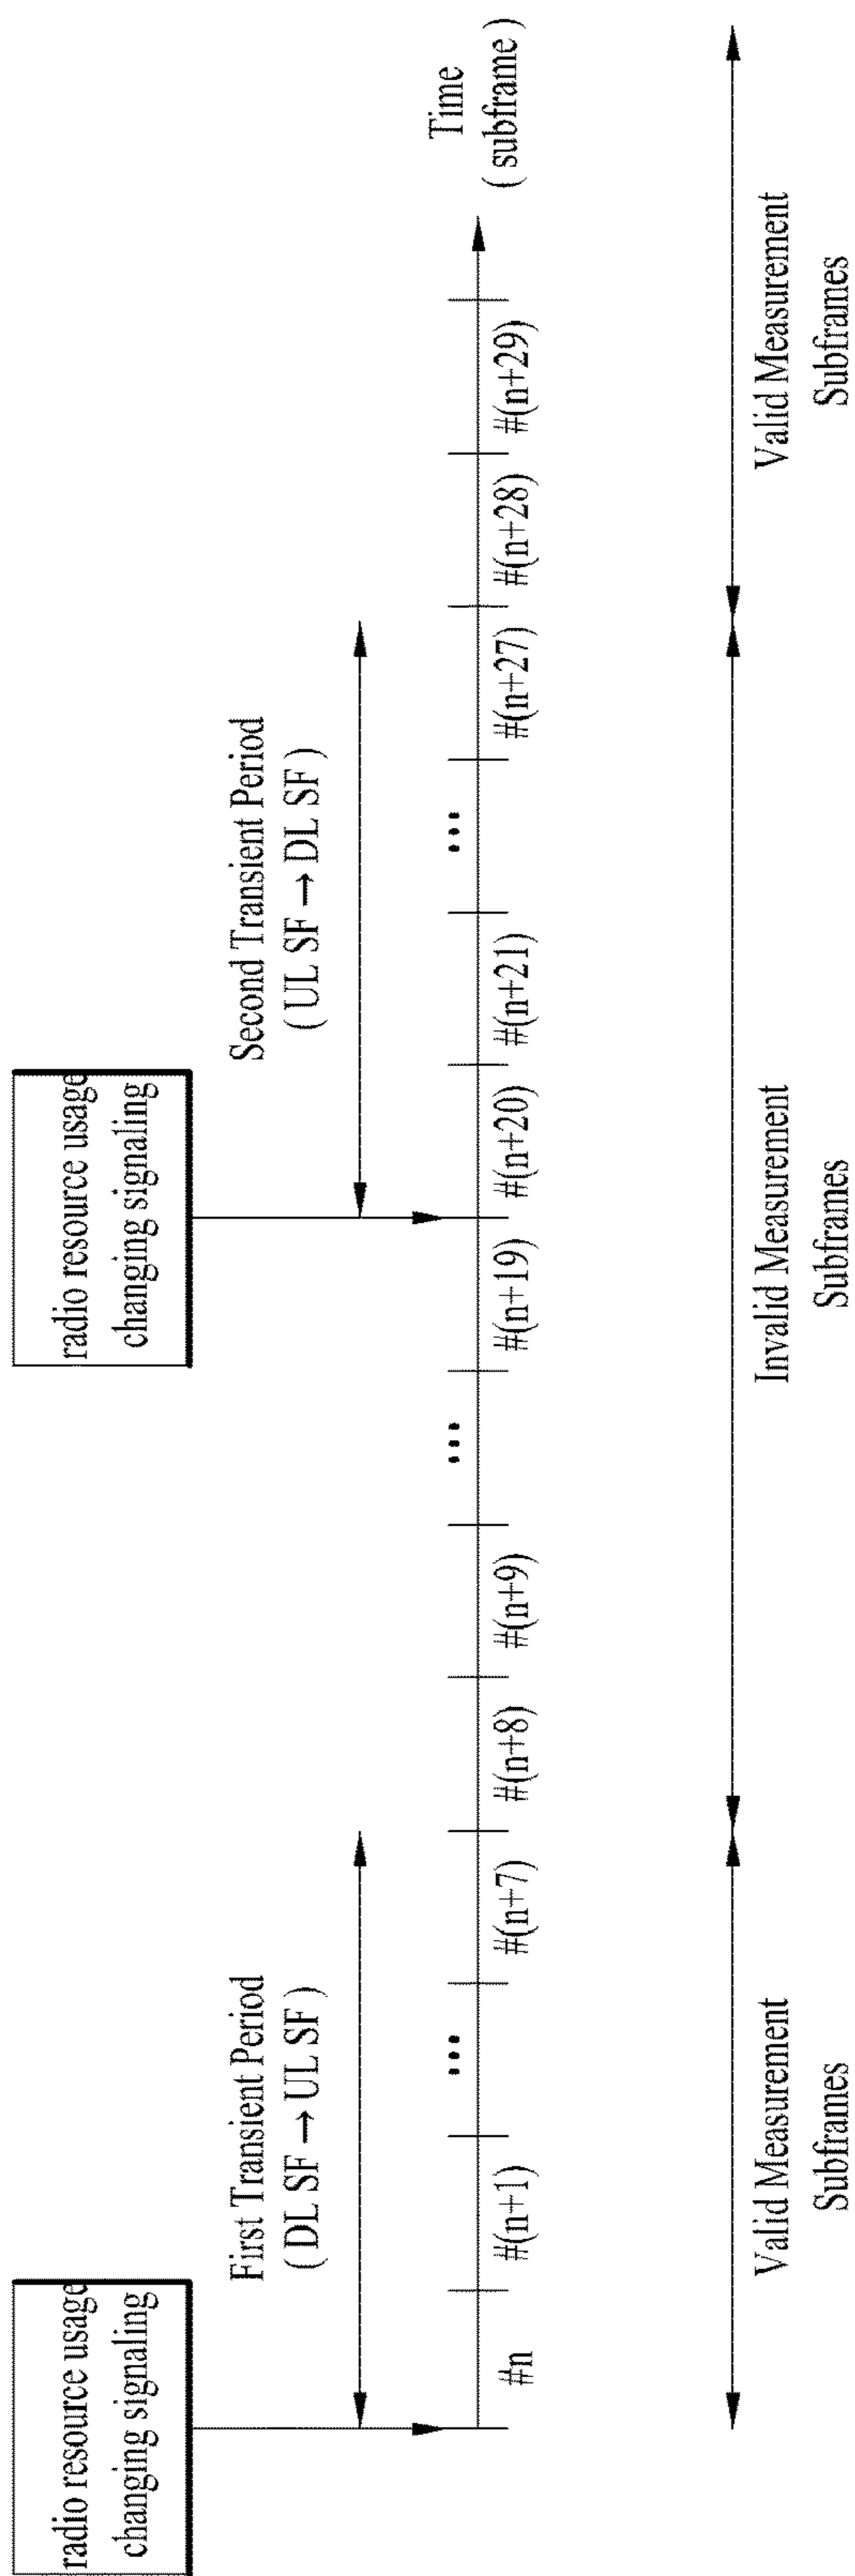 radio resource usage
changing signaling
radio resource usage
changing signaling
First Transient Period
( DL SF → UL SF )
Second Transient Period
( UL SF → DL SF )
...
...
...
Time
( subframe )
#n
#(n+1)
#(n+7)
#(n+8)
#(n+9)
#(n+19)
#(n+20)
#(n+21)
#(n+27)
#(n+28)
#(n+29)
Valid Measurement
Subframes
Invalid Measurement
Subframes
Valid Measurement
Subframes